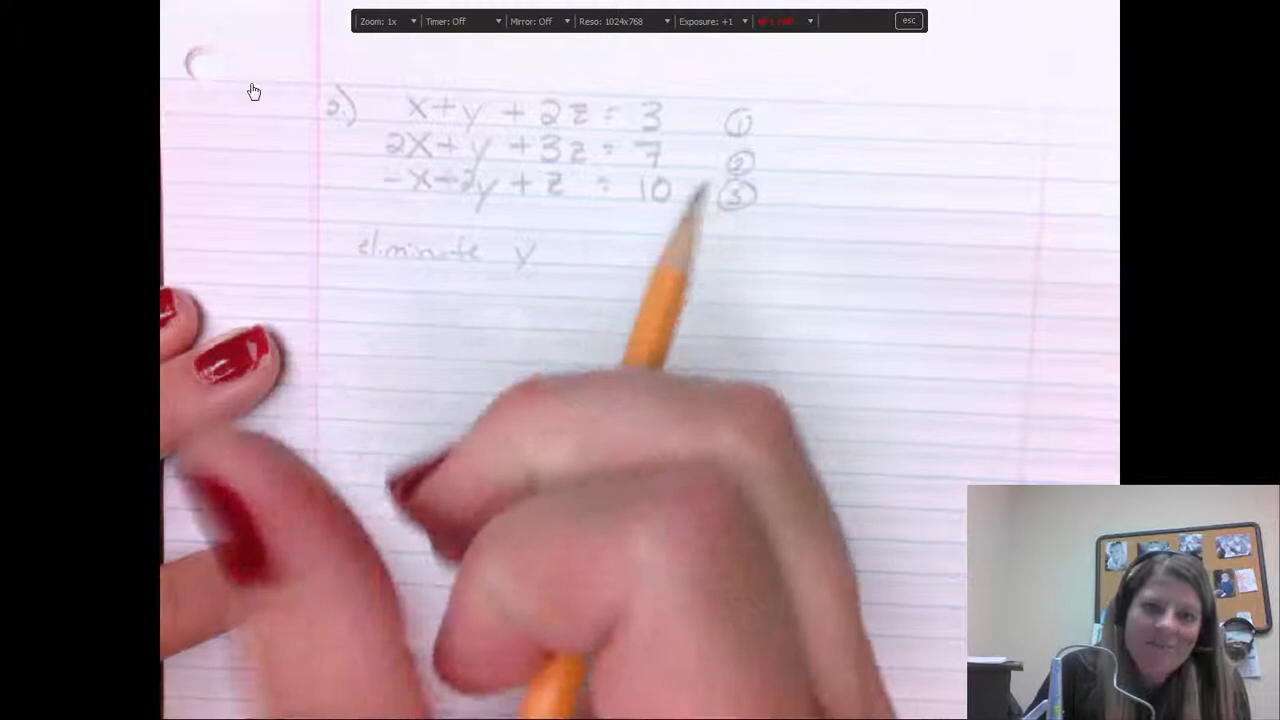 Zoom: 1x Timer: Off Mirror: Off Reso: 1024x768 Exposure: +1 esc
2.) x+y + 2z = 3 ①
2x+y +3z = 7 ②
-x+2y + z = 10 ③
eliminate y